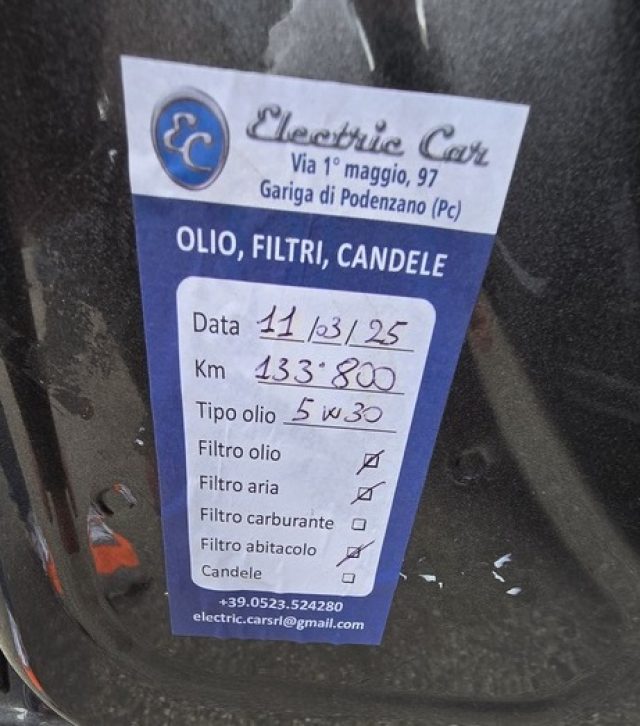 EC
Electric Car
Via 1° maggio, 97
Gariga di Podenzano (Pc)
OLIO, FILTRI, CANDELE
Data 11/03/25
Km 133.800
Tipo olio 5W30
Filtro olio
Filtro aria
Filtro carburante
Filtro abitacolo
Candele
+39.0523.524280
electric.carsrl@gmail.com